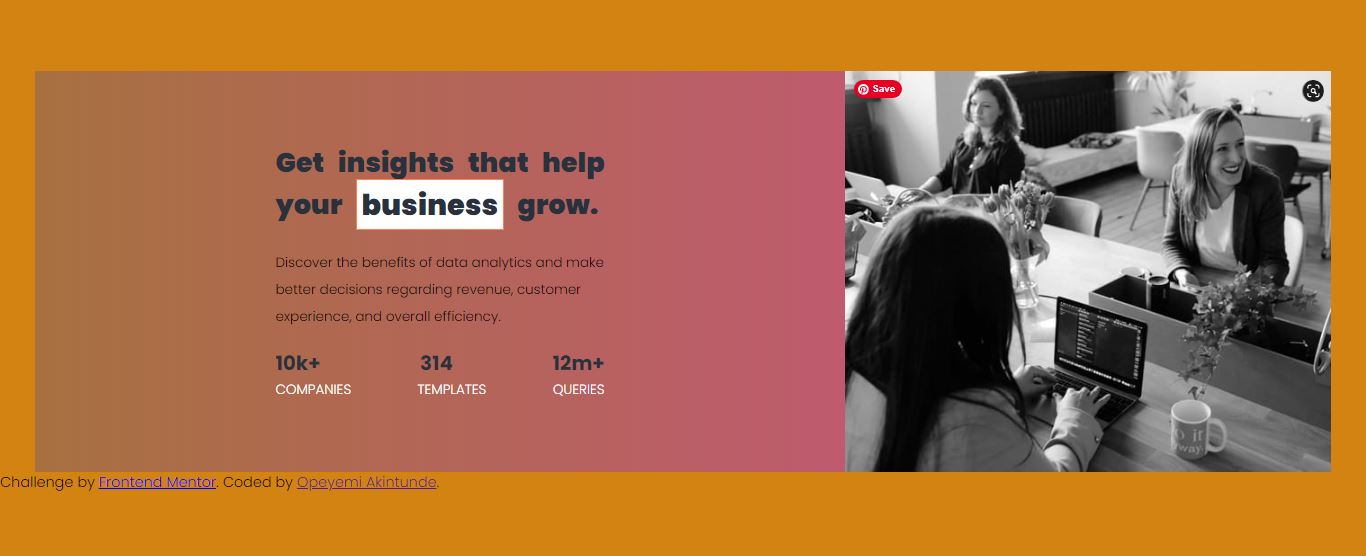 Save
Get insights that help
your business grow.
Discover the benefits of data analytics and make
better decisions regarding revenue, customer
experience, and overall efficiency.
10k+ 314 12m+
COMPANIES TEMPLATES QUERIES
Challenge by Frontend Mentor. Coded by Opeyemi Akintunde.